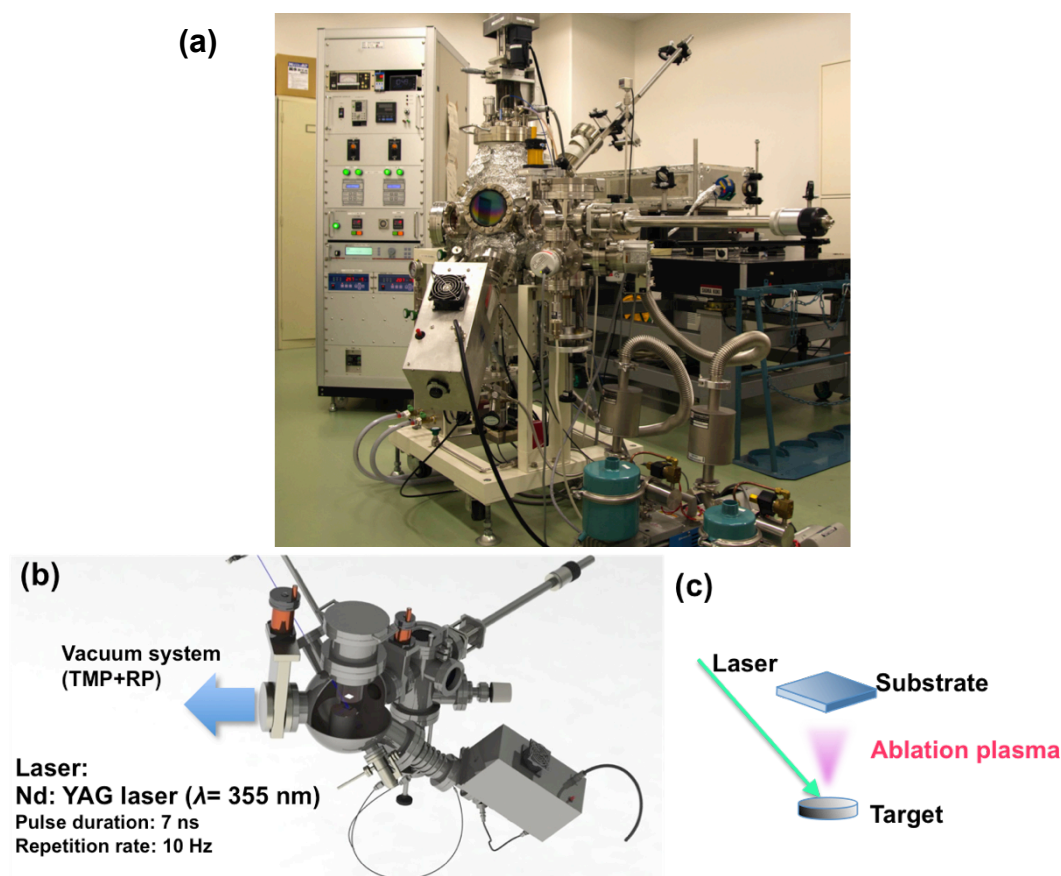 (a)
(b)
Vacuum system
(TMP+RP)
Laser:
Nd: YAG laser (λ= 355 nm)
Pulse duration: 7 ns
Repetition rate: 10 Hz
(c)
Laser
Substrate
Ablation plasma
Target